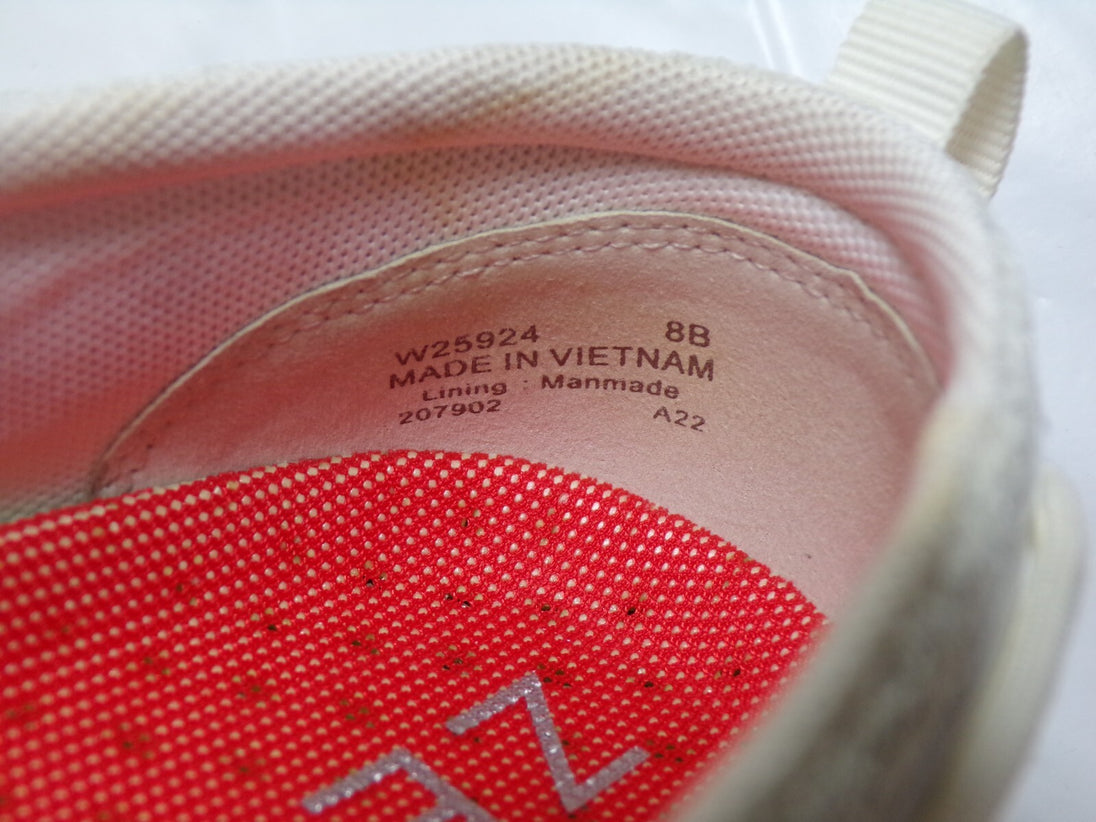 W25924 8B
MADE IN VIETNAM
Lining : Manmade
207902 A22